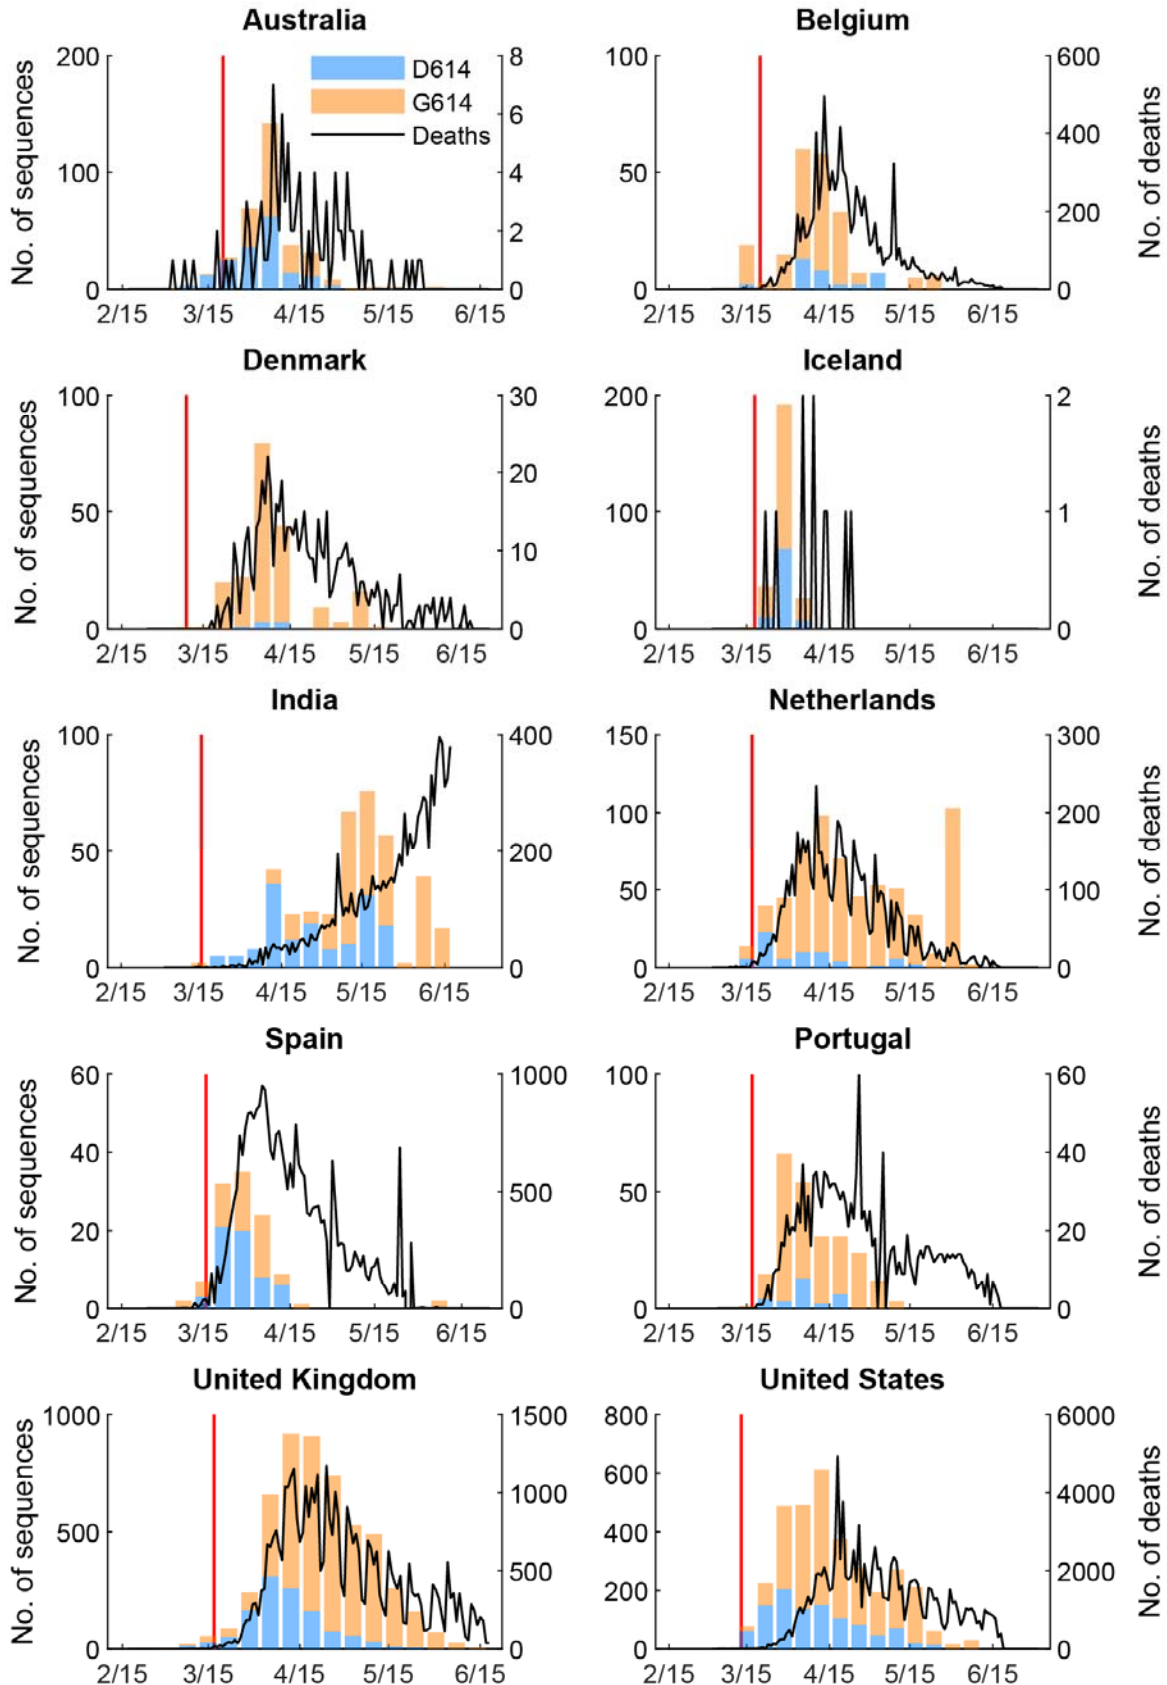 Australia
Belgium
200
100
0
No. of sequences
8
6
4
2
0
D614
G614
Deaths
2/15 3/15 4/15 5/15 6/15
100
50
0
600
400
200
0
No. of deaths
2/15 3/15 4/15 5/15 6/15
Denmark
Iceland
100
50
0
No. of sequences
30
20
10
0
2/15 3/15 4/15 5/15 6/15
200
100
0
2
1
0
No. of deaths
2/15 3/15 4/15 5/15 6/15
India
Netherlands
100
50
0
No. of sequences
400
200
0
2/15 3/15 4/15 5/15 6/15
150
100
50
0
300
200
100
0
No. of deaths
2/15 3/15 4/15 5/15 6/15
Spain
Portugal
60
40
20
0
No. of sequences
1000
500
0
2/15 3/15 4/15 5/15 6/15
100
50
0
60
40
20
0
No. of deaths
2/15 3/15 4/15 5/15 6/15
United Kingdom
United States
1000
500
0
No. of sequences
1500
1000
500
0
2/15 3/15 4/15 5/15 6/15
800
600
400
200
0
6000
4000
2000
0
No. of deaths
2/15 3/15 4/15 5/15 6/15